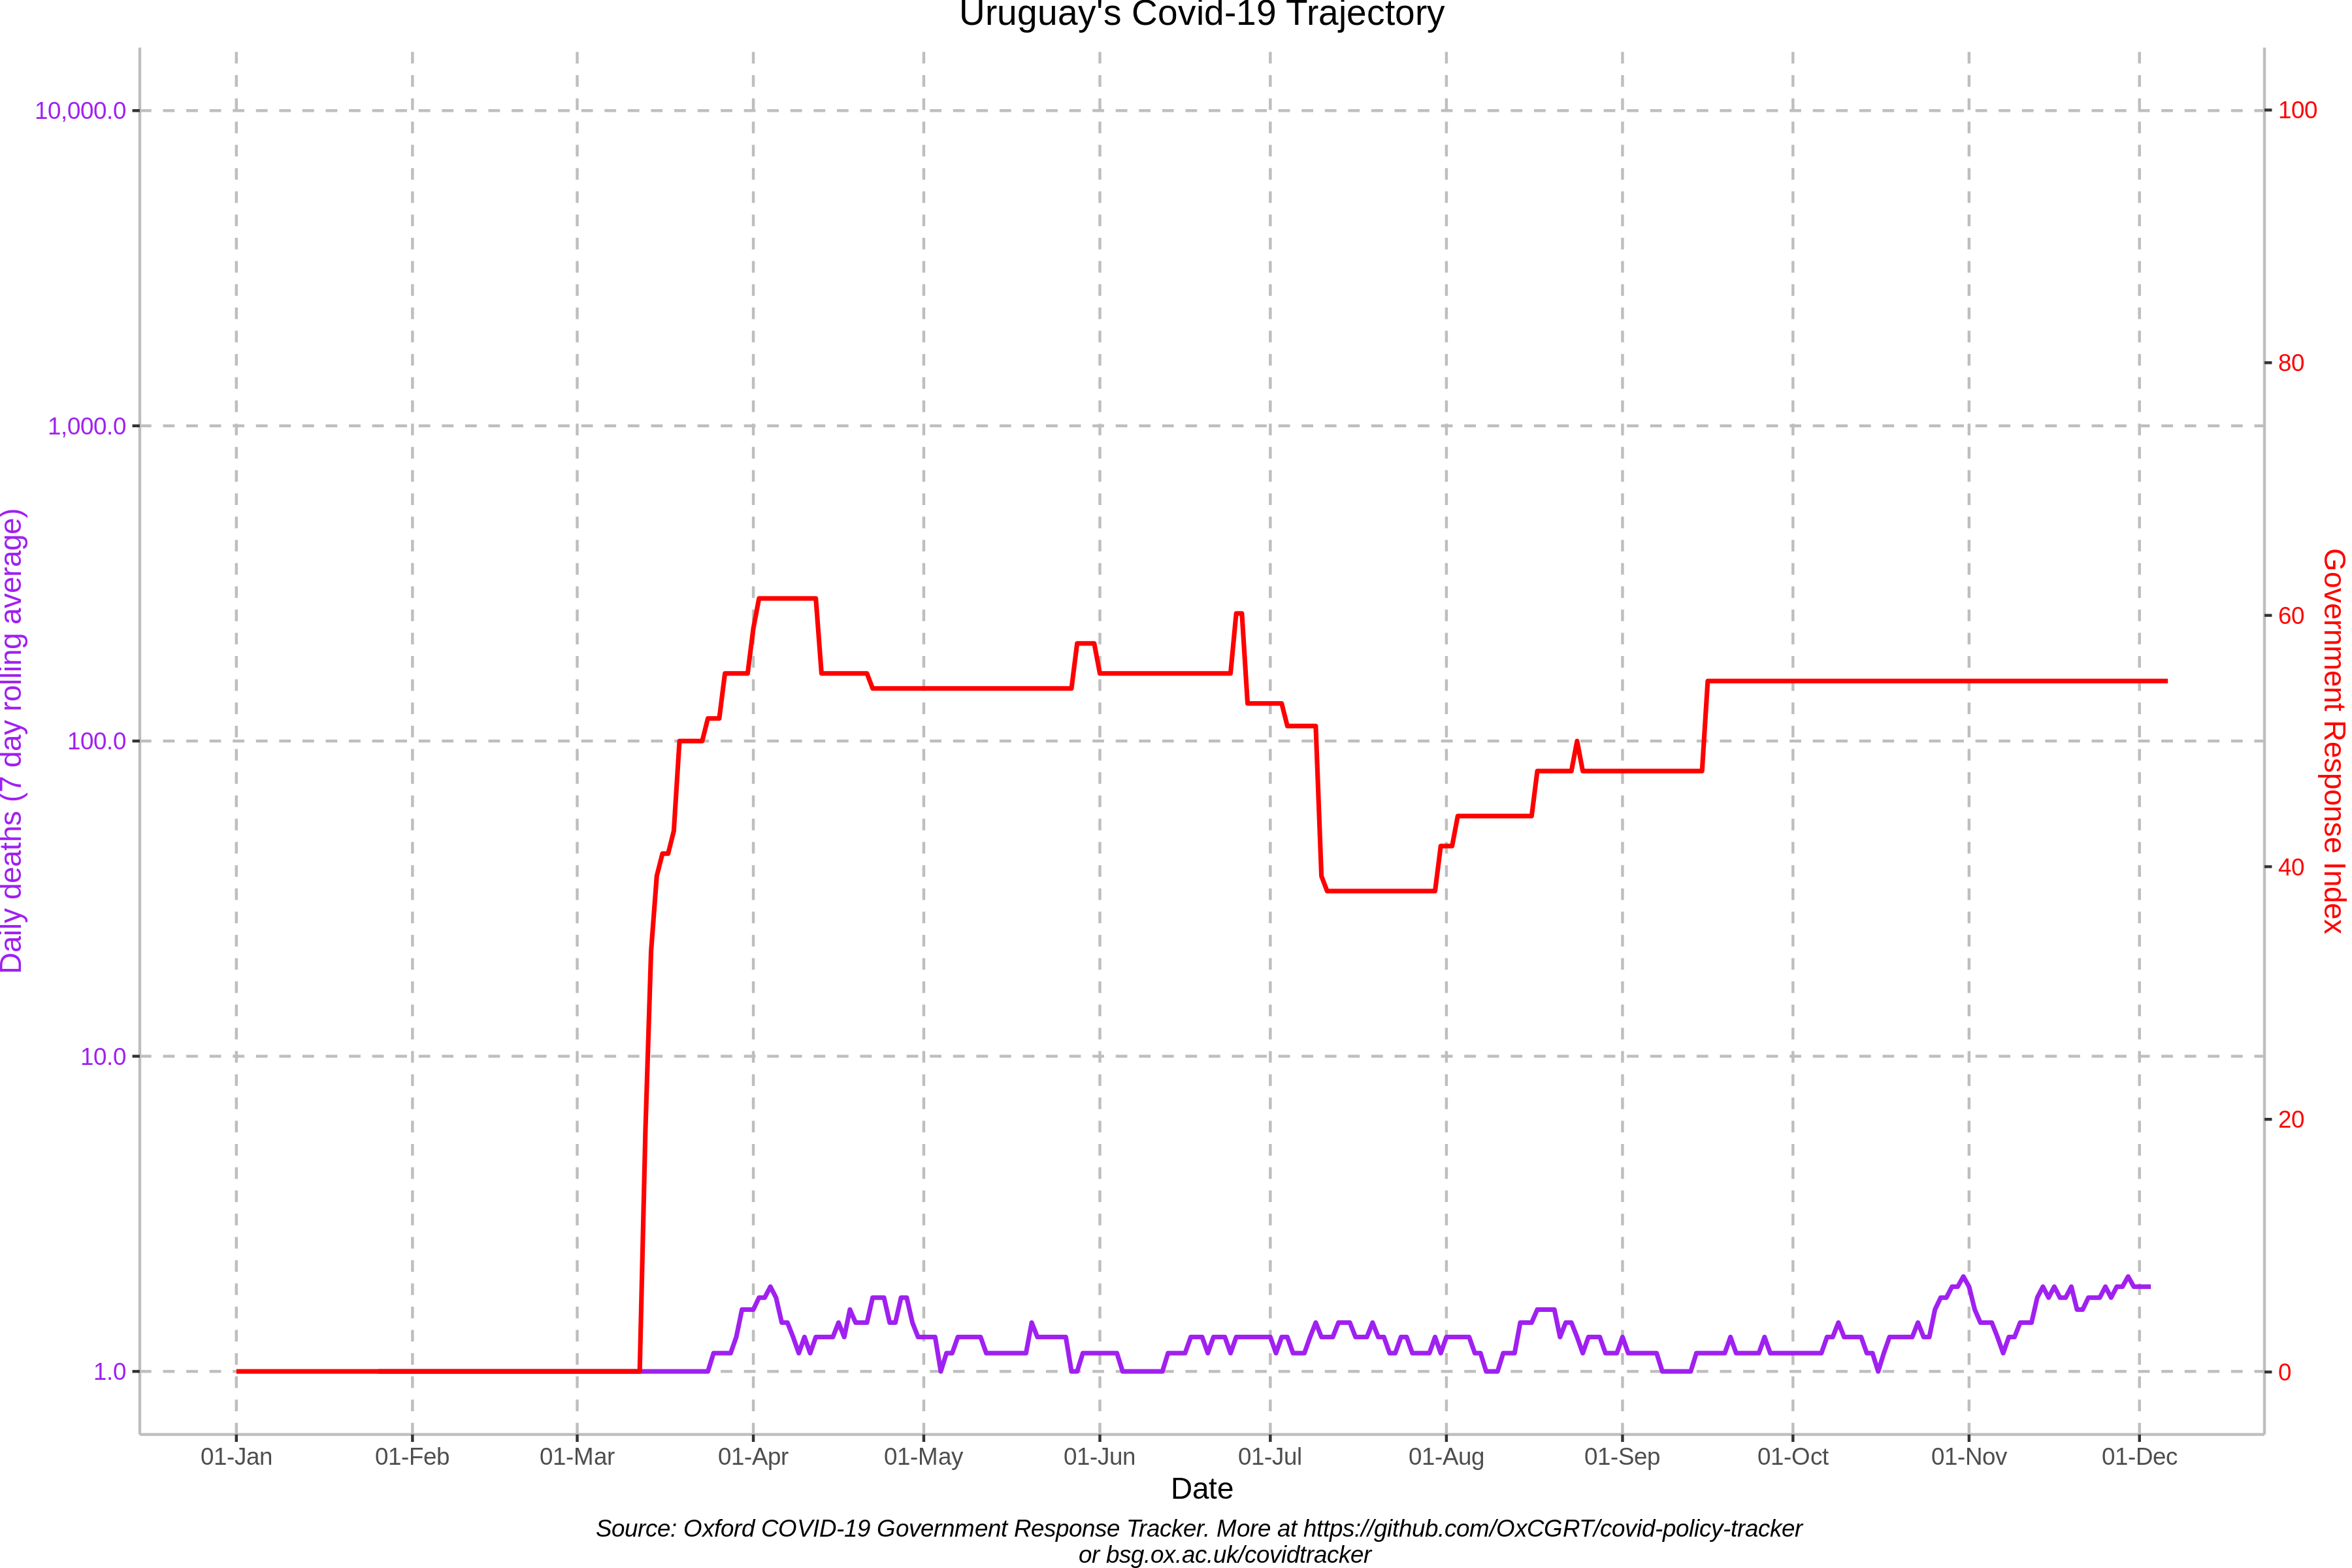 Uruguay's Covid-19 Trajectory
10,000.0
1,000.0
100.0
10.0
1.0
Daily deaths (7 day rolling average)
100
80
60
40
20
0
Government Response Index
01-Jan 01-Feb 01-Mar 01-Apr 01-May 01-Jun 01-Jul 01-Aug 01-Sep 01-Oct 01-Nov 01-Dec
Date
Source: Oxford COVID-19 Government Response Tracker. More at https://github.com/OxCGRT/covid-policy-tracker
or bsg.ox.ac.uk/covidtracker